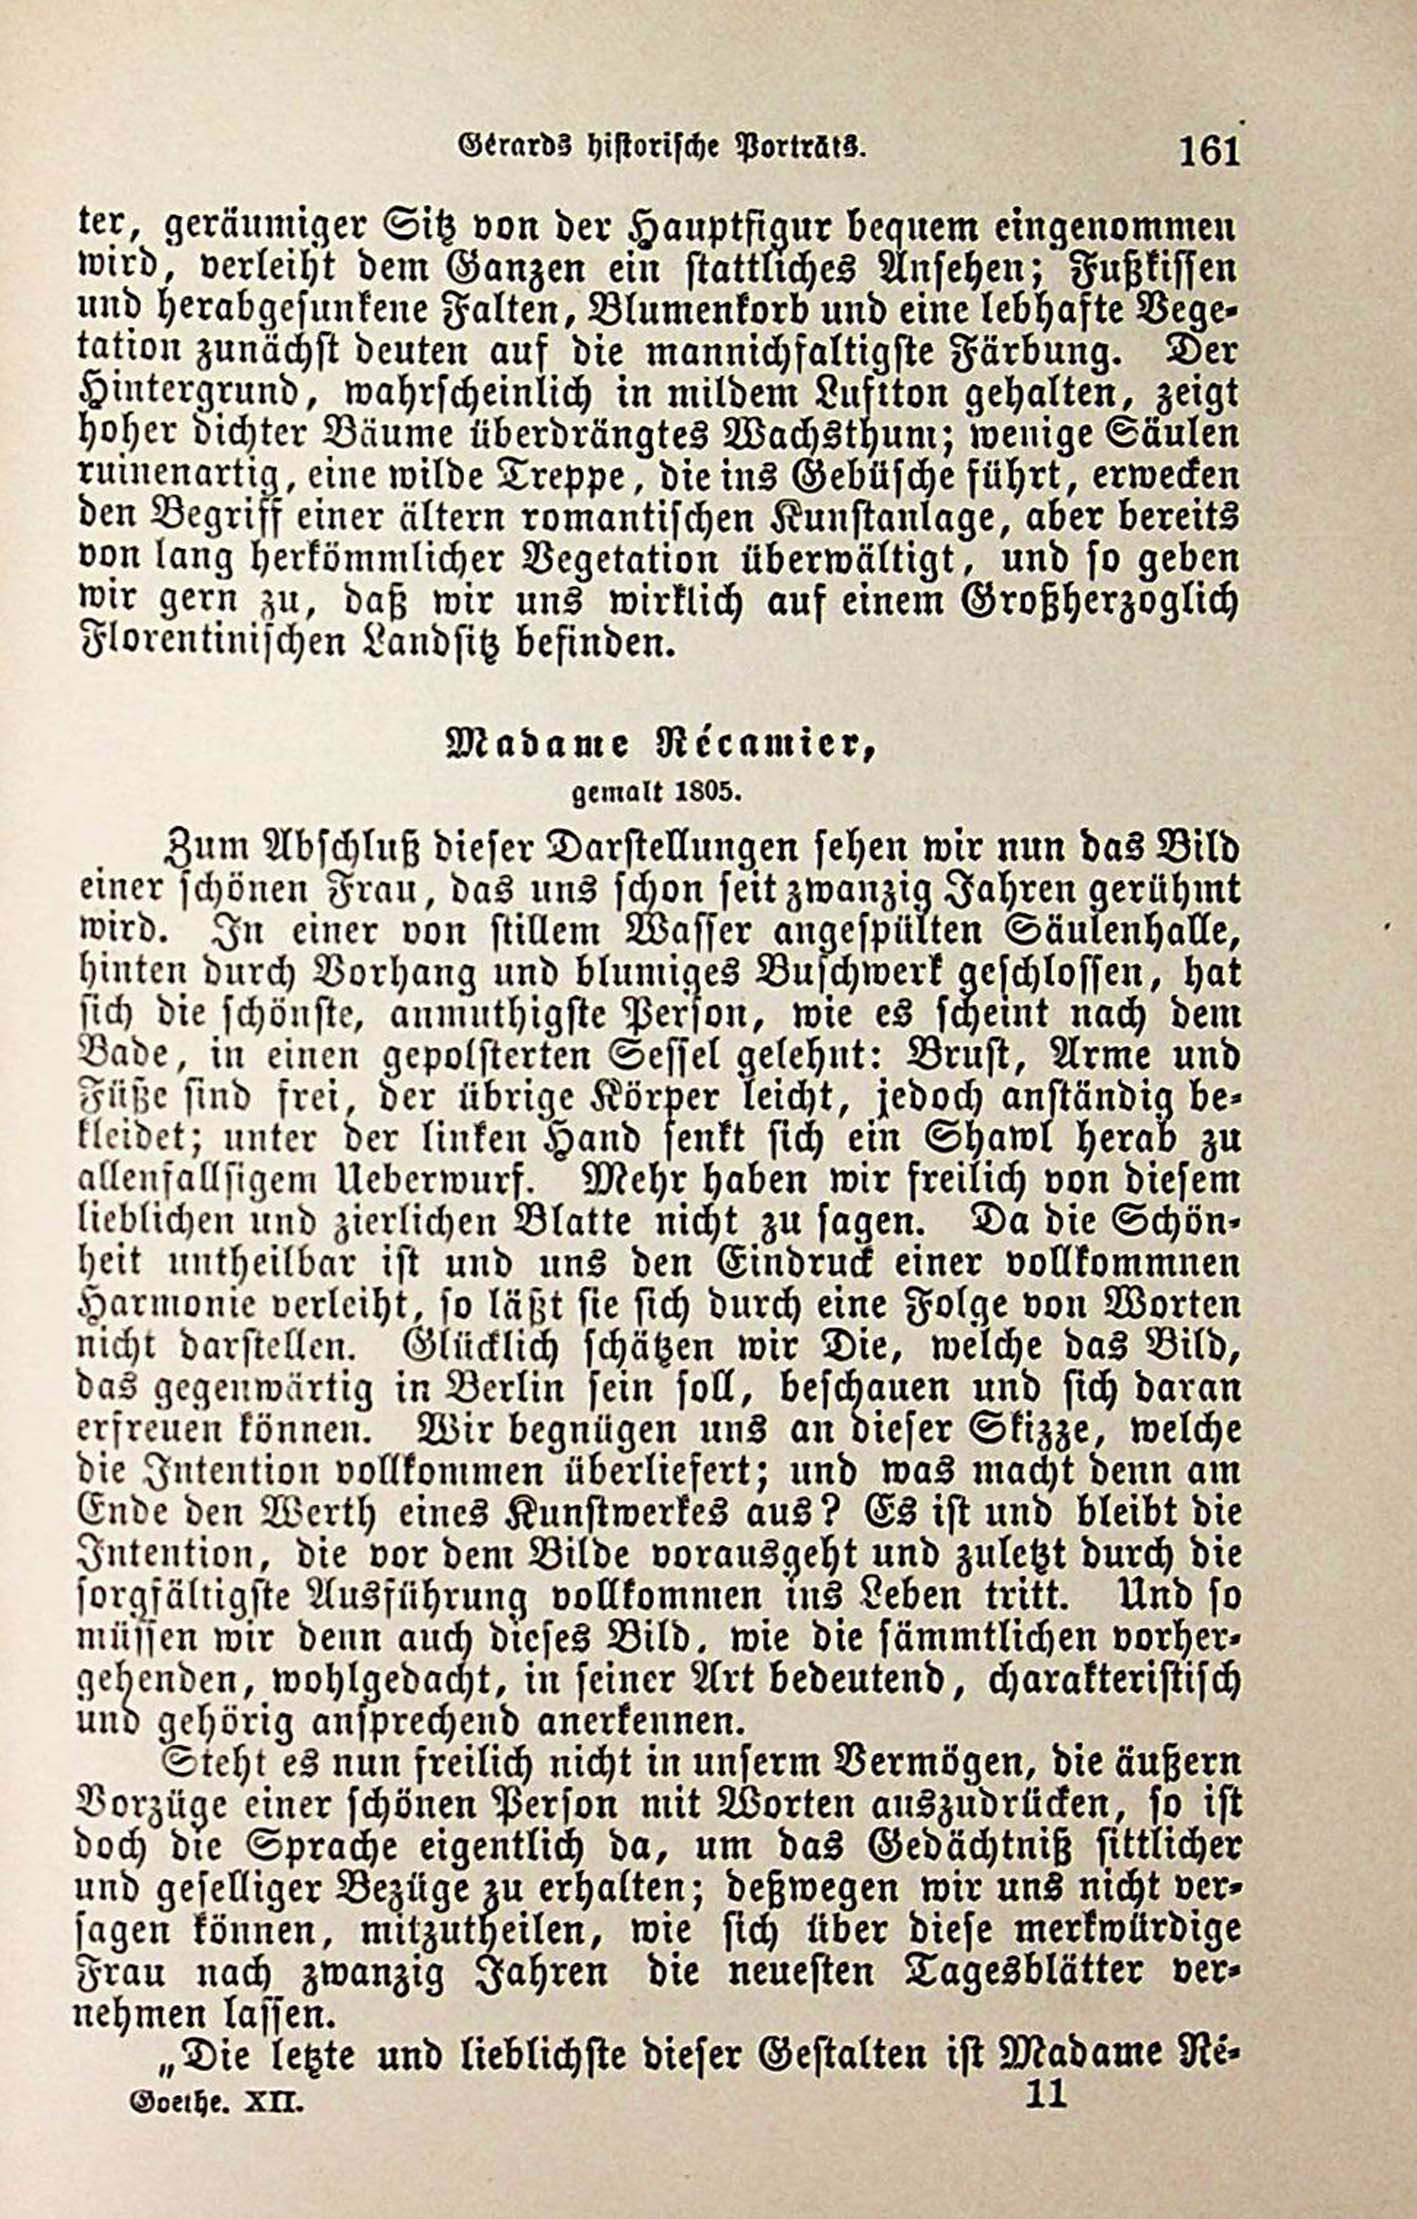 Gérards historische Porträts. 161
ter, geräumiger Sitz von der Hauptfigur bequem eingenommen
wird, verleiht dem Ganzen ein stattliches Ansehen; Fußkissen
und herabgesunkene Falten, Blumenkorb und eine lebhafte Vege-
tation zunächst deuten auf die mannichfaltigste Färbung. Der
Hintergrund, wahrscheinlich in mildem Luftton gehalten, zeigt
hoher dichter Bäume überdrängtes Wachsthum; wenige Säulen
ruinenartig, eine wilde Treppe, die ins Gebüsche führt, erwecken
den Begriff einer ältern romantischen Kunstanlage, aber bereits
von lang herkömmlicher Vegetation überwältigt, und so geben
wir gern zu, daß wir uns wirklich auf einem Großherzoglich
Florentinischen Landsitz befinden.
Madame Récamier,
gemalt 1805.
Zum Abschluß dieser Darstellungen sehen wir nun das Bild
einer schönen Frau, das uns schon seit zwanzig Jahren gerühmt
wird. In einer von stillem Wasser angespülten Säulenhalle,
hinten durch Vorhang und blumiges Buschwerk geschlossen, hat
sich die schönste, anmuthigste Person, wie es scheint nach dem
Bade, in einen gepolsterten Sessel gelehnt: Brust, Arme und
Füße sind frei, der übrige Körper leicht, jedoch anständig be-
kleidet; unter der linken Hand senkt sich ein Shawl herab zu
allenfallsigem Ueberwurf. Mehr haben wir freilich von diesem
lieblichen und zierlichen Blatte nicht zu sagen. Da die Schön-
heit untheilbar ist und uns den Eindruck einer vollkommnen
Harmonie verleiht, so läßt sie sich durch eine Folge von Worten
nicht darstellen. Glücklich schätzen wir Die, welche das Bild,
das gegenwärtig in Berlin sein soll, beschauen und sich daran
erfreuen können. Wir begnügen uns an dieser Skizze, welche
die Intention vollkommen überliefert; und was macht denn am
Ende den Werth eines Kunstwerkes aus? Es ist und bleibt die
Intention, die vor dem Bilde vorausgeht und zuletzt durch die
sorgfältigste Ausführung vollkommen ins Leben tritt. Und so
müssen wir denn auch dieses Bild, wie die sämmtlichen vorher-
gehenden, wohlgedacht, in seiner Art bedeutend, charakteristisch
und gehörig ansprechend anerkennen.
Steht es nun freilich nicht in unserm Vermögen, die äußern
Vorzüge einer schönen Person mit Worten auszudrücken, so ist
doch die Sprache eigentlich da, um das Gedächtniß sittlicher
und geselliger Bezüge zu erhalten; deßwegen wir uns nicht ver-
sagen können, mitzutheilen, wie sich über diese merkwürdige
Frau nach zwanzig Jahren die neuesten Tagesblätter ver-
nehmen lassen.
„Die letzte und lieblichste dieser Gestalten ist Madame Ré-
Goethe. XII. 11